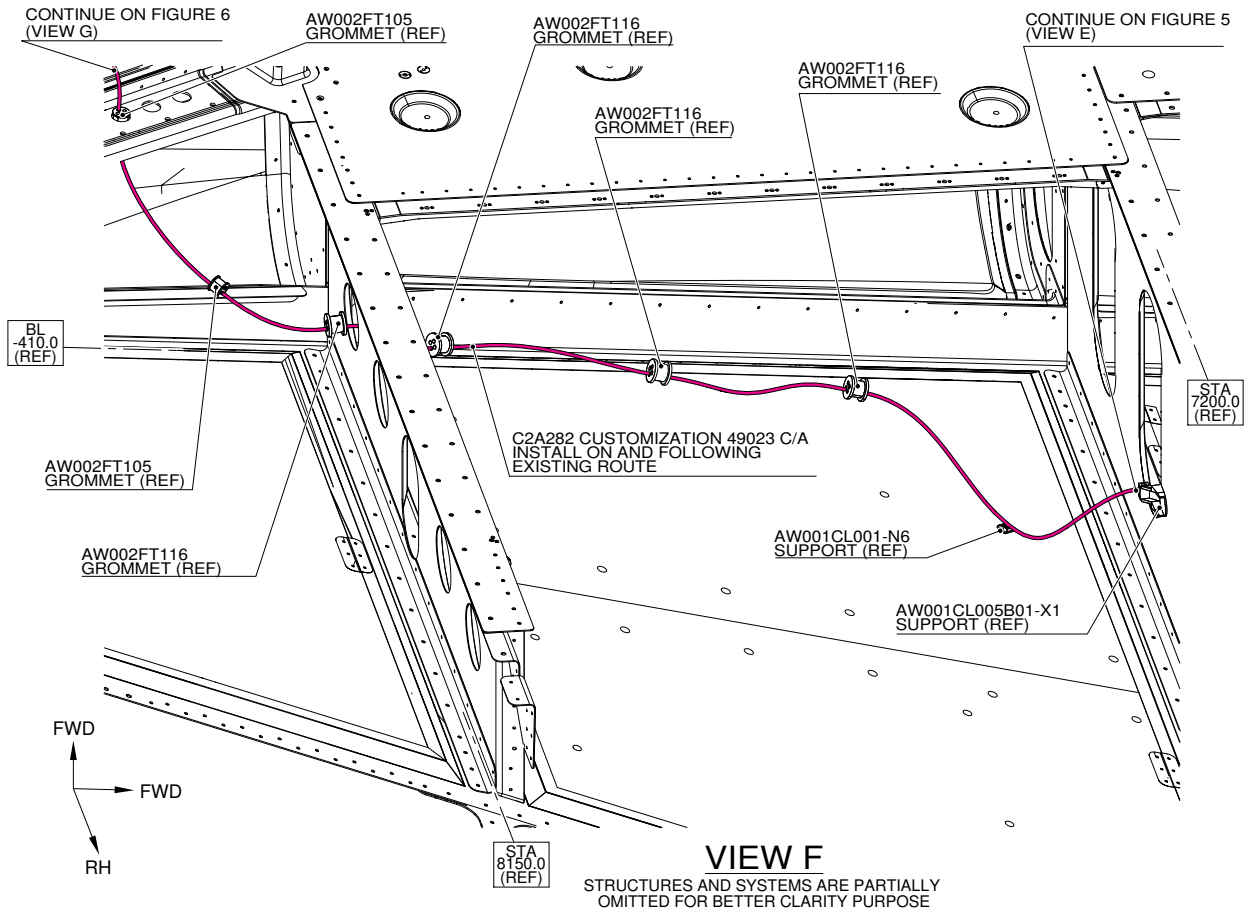 CONTINUE ON FIGURE 6
(VIEW G)
AW002FT105
GROMMET (REF)
AW002FT116
GROMMET (REF)
CONTINUE ON FIGURE 5
(VIEW E)
AW002FT116
GROMMET (REF)
AW002FT116
GROMMET (REF)
BL
-410.0
(REF)
STA
7200.0
(REF)
C2A282 CUSTOMIZATION 49023 C/A
INSTALL ON AND FOLLOWING
EXISTING ROUTE
AW002FT105
GROMMET (REF)
AW001CL001-N6
SUPPORT (REF)
AW002FT116
GROMMET (REF)
AW001CL005B01-X1
SUPPORT (REF)
FWD
FWD
RH
STA
8150.0
(REF)
VIEW F
STRUCTURES AND SYSTEMS ARE PARTIALLY
OMITTED FOR BETTER CLARITY PURPOSE